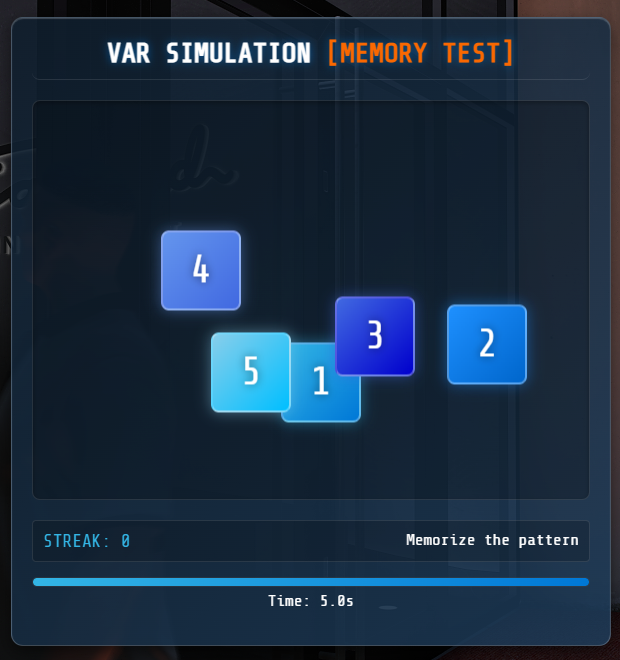 VAR SIMULATION [MEMORY TEST]
4
3
2
5
1
STREAK: 0
Memorize the pattern
Time: 5.0s